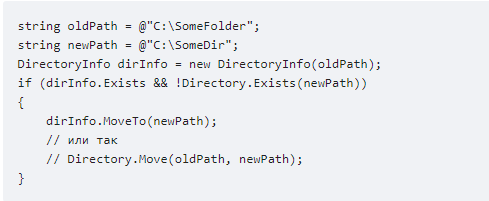 string oldPath = @"C:\SomeFolder";
string newPath = @"C:\SomeDir";
DirectoryInfo dirInfo = new DirectoryInfo(oldPath);
if (dirInfo.Exists && !Directory.Exists(newPath))
{
    dirInfo.MoveTo(newPath);
    // или так
    // Directory.Move(oldPath, newPath);
}